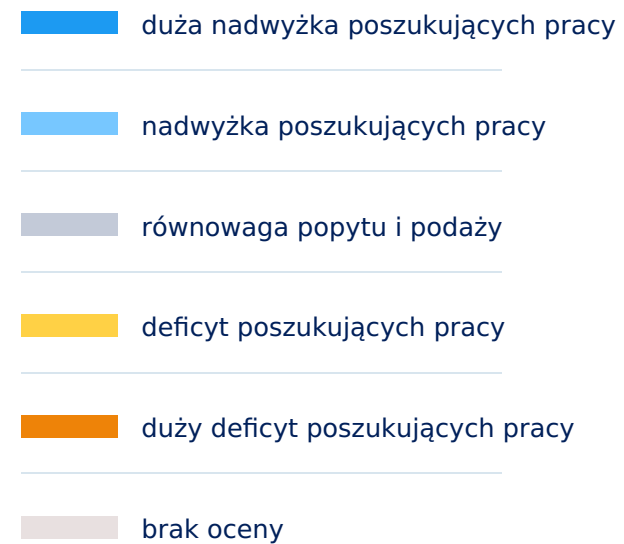 duża nadwyżka poszukujących pracy
nadwyżka poszukujących pracy
równowaga popytu i podaży
deficyt poszukujących pracy
duży deficyt poszukujących pracy
brak oceny